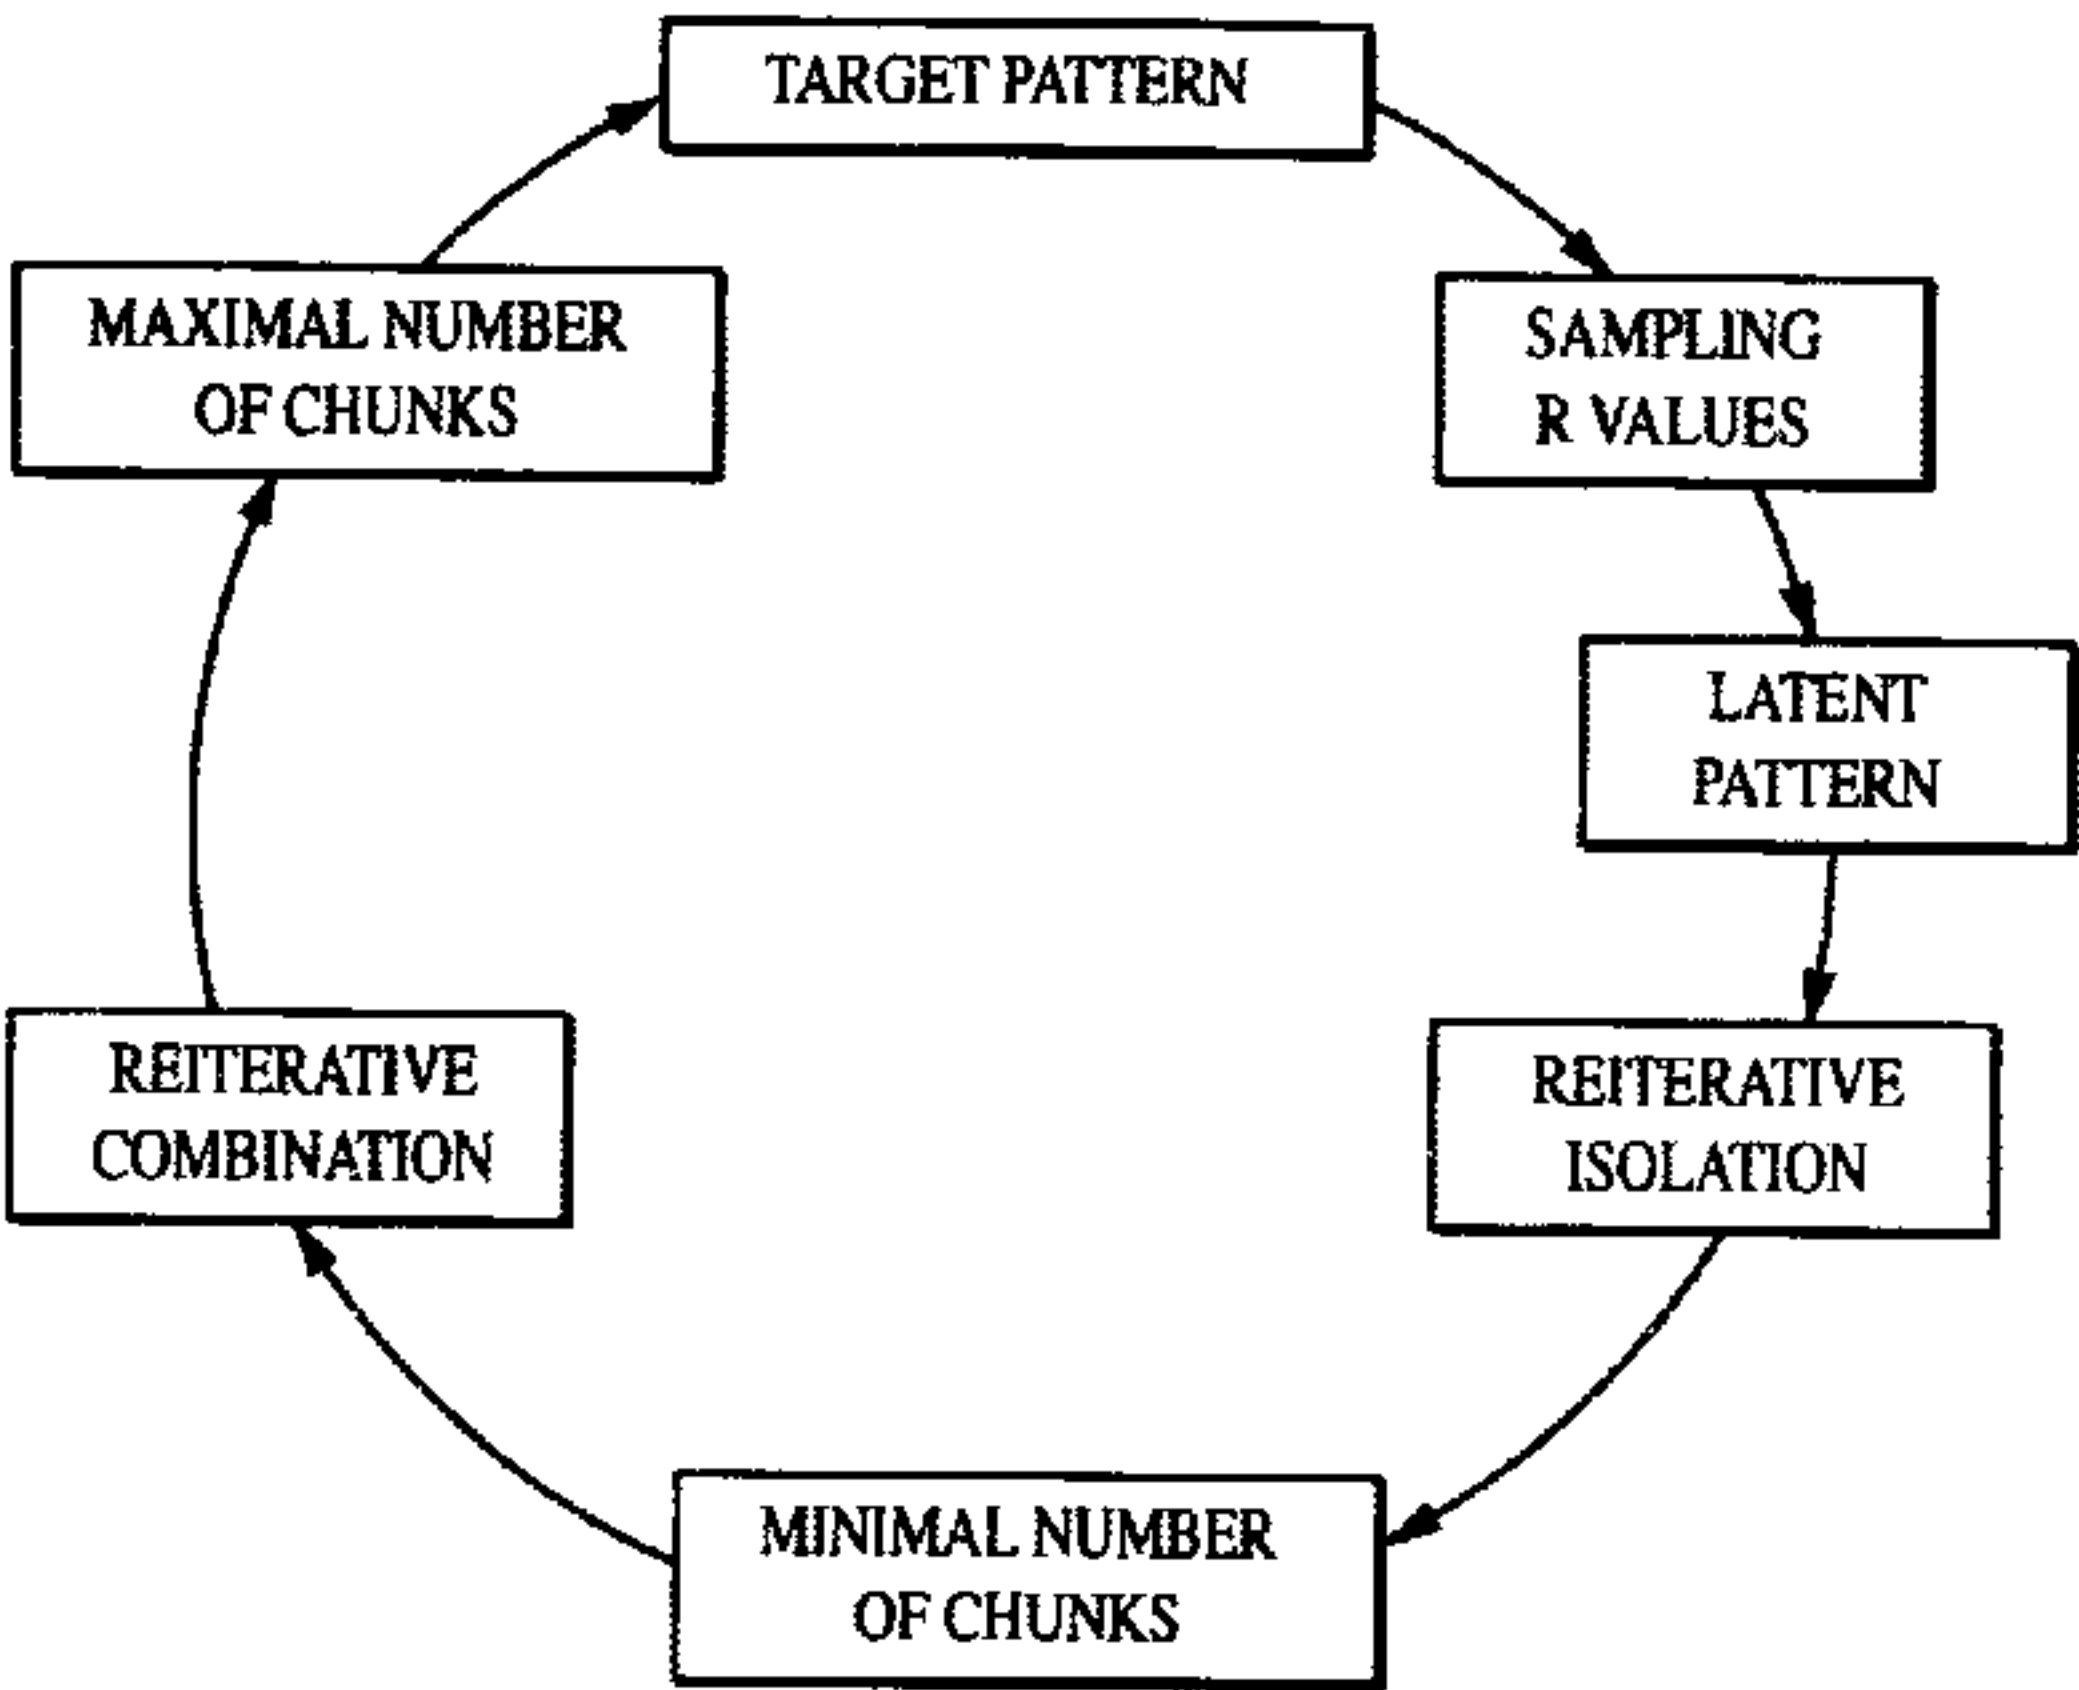 TARGET PATTERN
SAMPLING
R VALUES
LATENT
PATTERN
REITERATIVE
ISOLATION
MINIMAL NUMBER
OF CHUNKS
REITERATIVE
COMBINATION
MAXIMAL NUMBER
OF CHUNKS